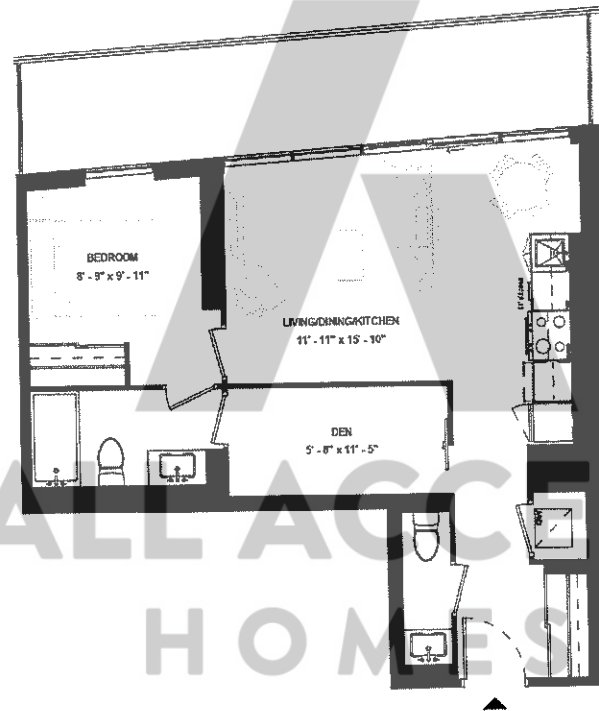 BEDROOM
8' - 9" x 9' - 11"
LIVING/DINING/KITCHEN
11' - 11" x 15' - 10"
DEN
5' - 8" x 11' - 5"
ALL ACCE
HOMES